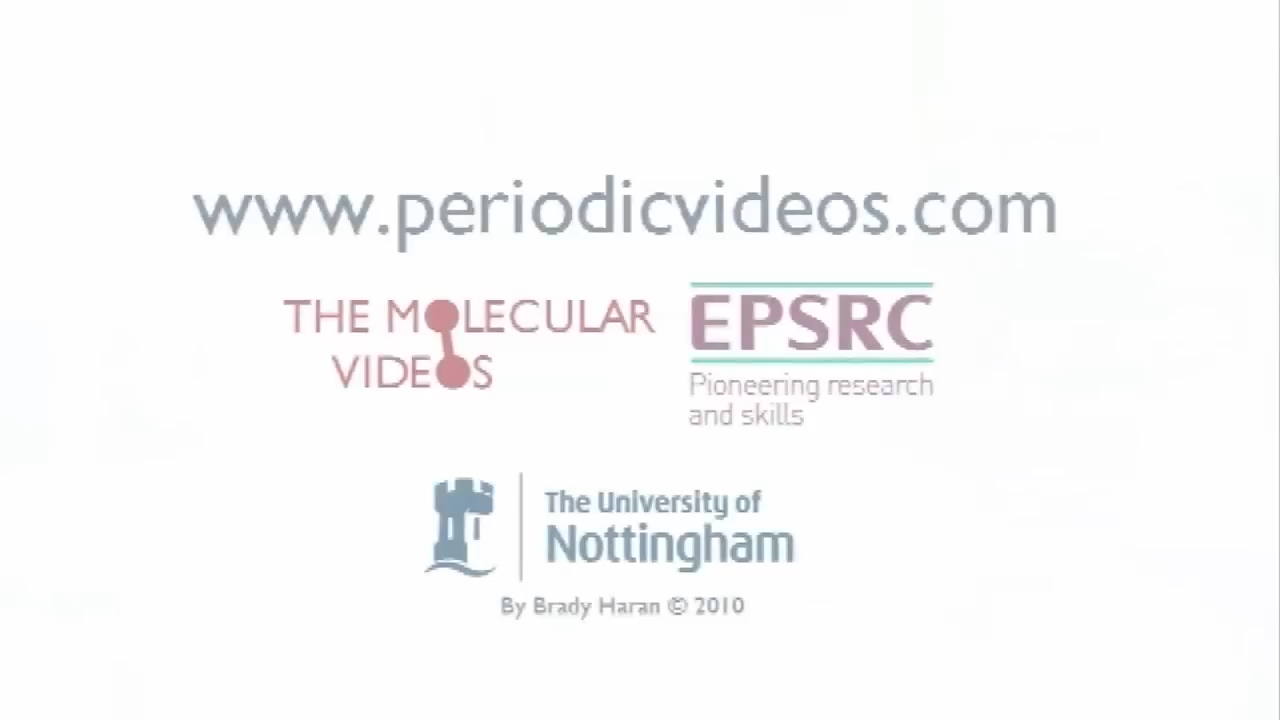 www.periodicvideos.com
THE MOLECULAR
VIDEOS
EPSRC
Pioneering research
and skills
The University of
Nottingham
By Brady Haran © 2010